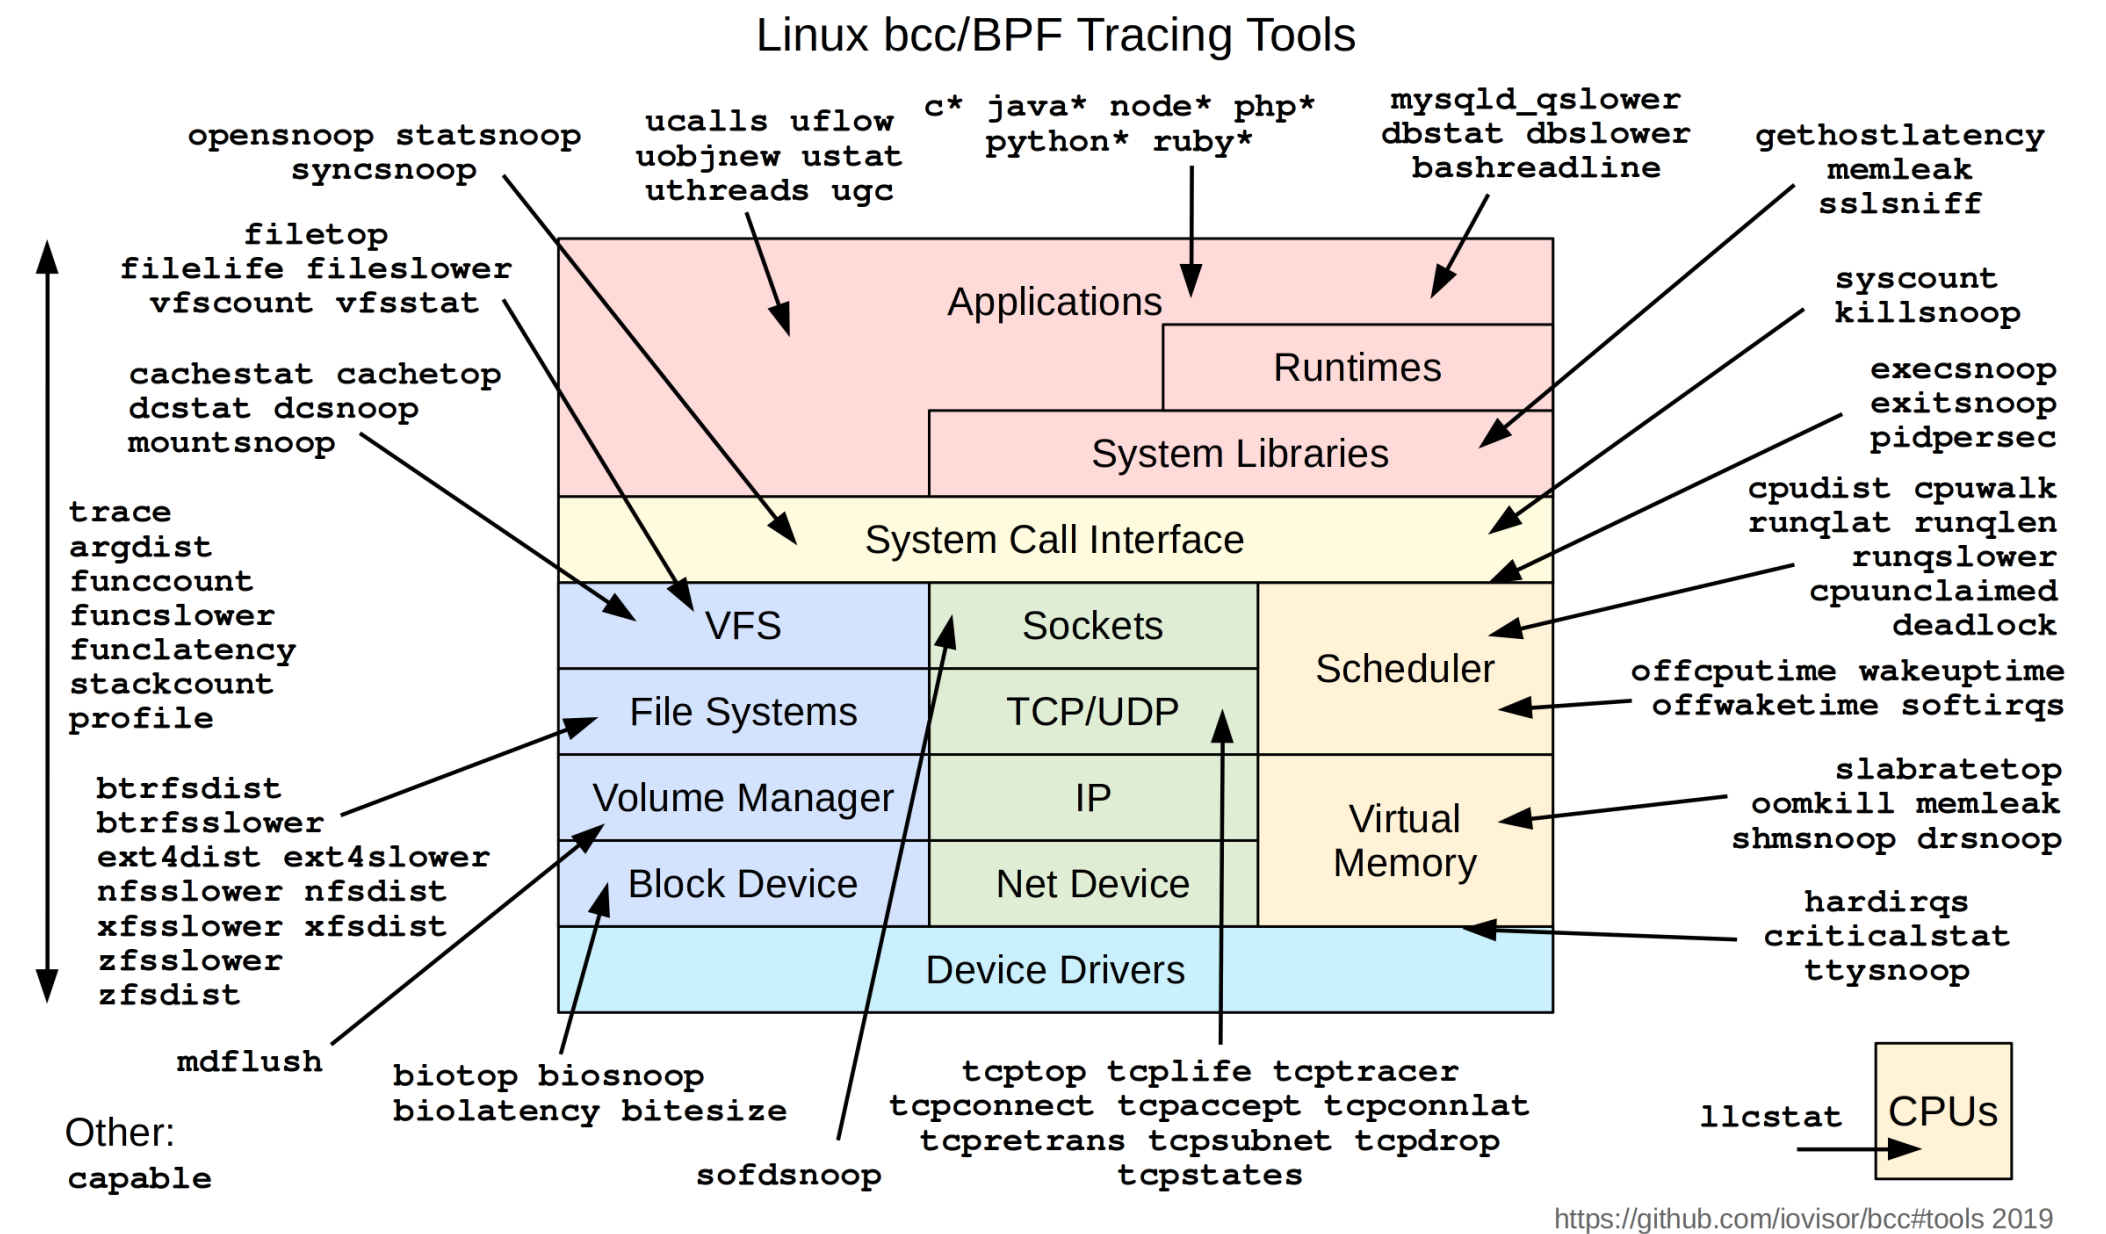 Linux bcc/BPF Tracing Tools
opensnoop statsnoop
syncsnoop
filetop
filelife fileslower
vfscount vfsstat
cachestat cachetop
dcstat dcsnoop
mountsnoop
trace
argdist
funccount
funcslower
funclatency
stackcount
profile
btrfsdist
btrfsslower
ext4dist ext4slower
nfsslower nfsdist
xfsslower xfsdist
zfsslower
zfsdist
mdflush
Other:
capable
ucalls uflow
uobjnew ustat
uthreads ugc
c* java* node* php*
python* ruby*
mysqld_qslower
dbstat dbslower
bashreadline
gethostlatency
memleak
sslsniff
syscount
killsnoop
execsnoop
exitsnoop
pidpersec
cpudist cpuwalk
runqlat runqlen
runqslower
cpuunclaimed
deadlock
offcputime wakeuptime
offwaketime softirqs
slabratetop
oomkill memleak
shmsnoop drsnoop
hardirqs
criticalstat
ttysnoop
Applications
Runtimes
System Libraries
System Call Interface
VFS
Sockets
Scheduler
File Systems
TCP/UDP
Volume Manager
IP
Virtual
Memory
Block Device
Net Device
Device Drivers
biotop biosnoop
biolatency bitesize
sofdsnoop
tcptop tcplife tcptracer
tcpconnect tcpaccept tcpconnlat
tcpretrans tcpsubnet tcpdrop
tcpstates
llcstat
CPUs
https://github.com/iovisor/bcc#tools 2019